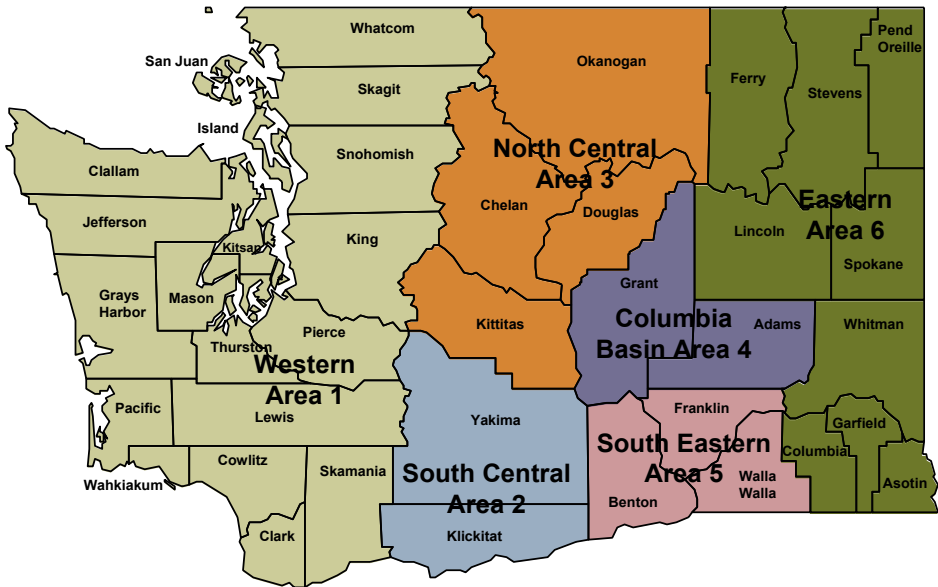 Whatcom
San Juan
Skagit
Island
Snohomish
Clallam
Jefferson
Kitsap
King
Grays
Harbor
Mason
Thurston
Pierce
Western
Area 1
Pacific
Lewis
Wahkiakum
Cowlitz
Skamania
Clark
Okanogan
North Central
Area 3
Chelan
Douglas
Kittitas
Yakima
South Central
Area 2
Klickitat
Grant
Columbia
Basin Area 4
Adams
Franklin
South Eastern
Area 5
Benton
Walla
Walla
Pend
Oreille
Ferry
Stevens
Eastern
Area 6
Lincoln
Spokane
Whitman
Garfield
Columbia
Asotin